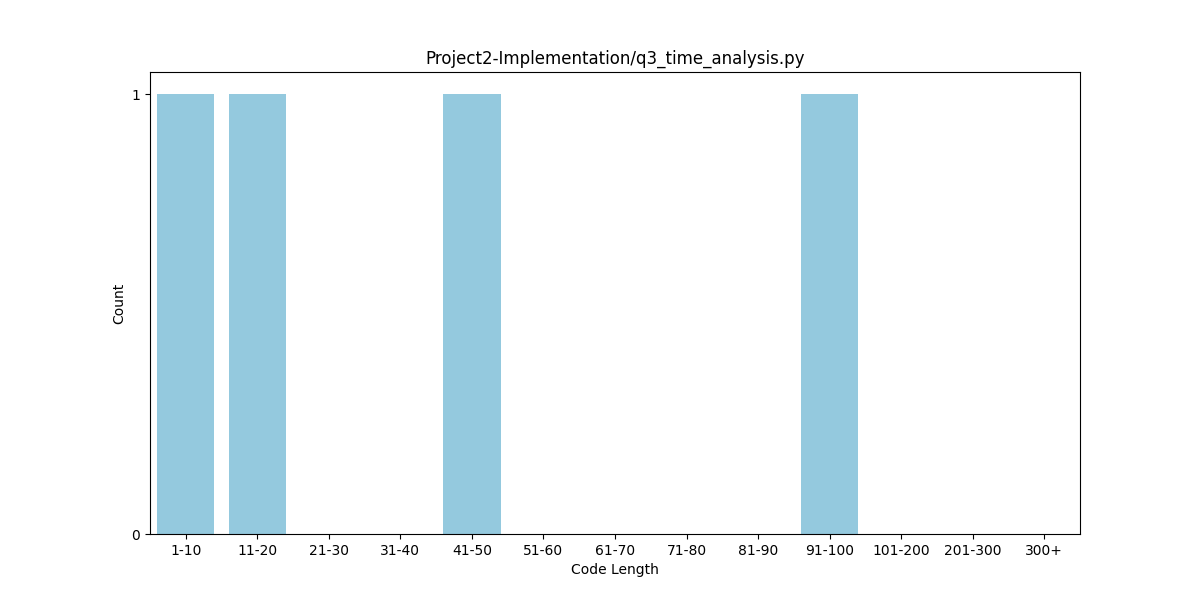 Project2-Implementation/q3_time_analysis.py
1
Count
0
1-10 11-20 21-30 31-40 41-50 51-60 61-70 71-80 81-90 91-100 101-200 201-300 300+
Code Length